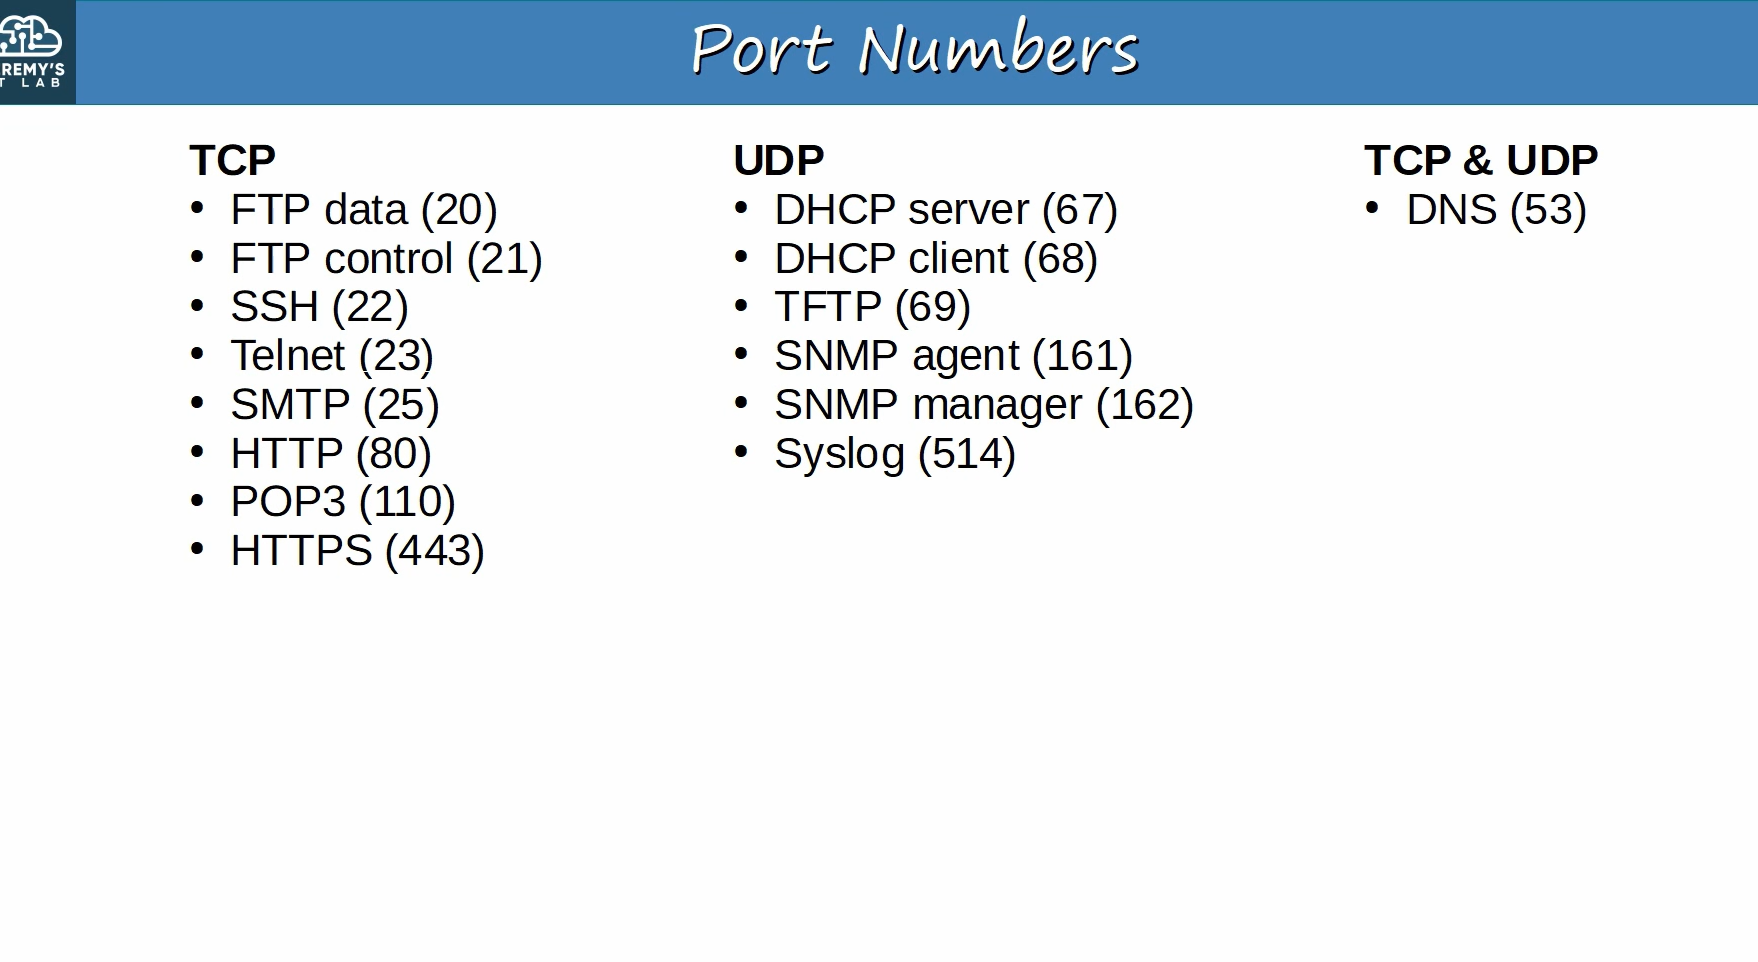 REMY'S
T LAB
Port Numbers
TCP
• FTP data (20)
• FTP control (21)
• SSH (22)
• Telnet (23)
• SMTP (25)
• HTTP (80)
• POP3 (110)
• HTTPS (443)
UDP
• DHCP server (67)
• DHCP client (68)
• TFTP (69)
• SNMP agent (161)
• SNMP manager (162)
• Syslog (514)
TCP & UDP
• DNS (53)